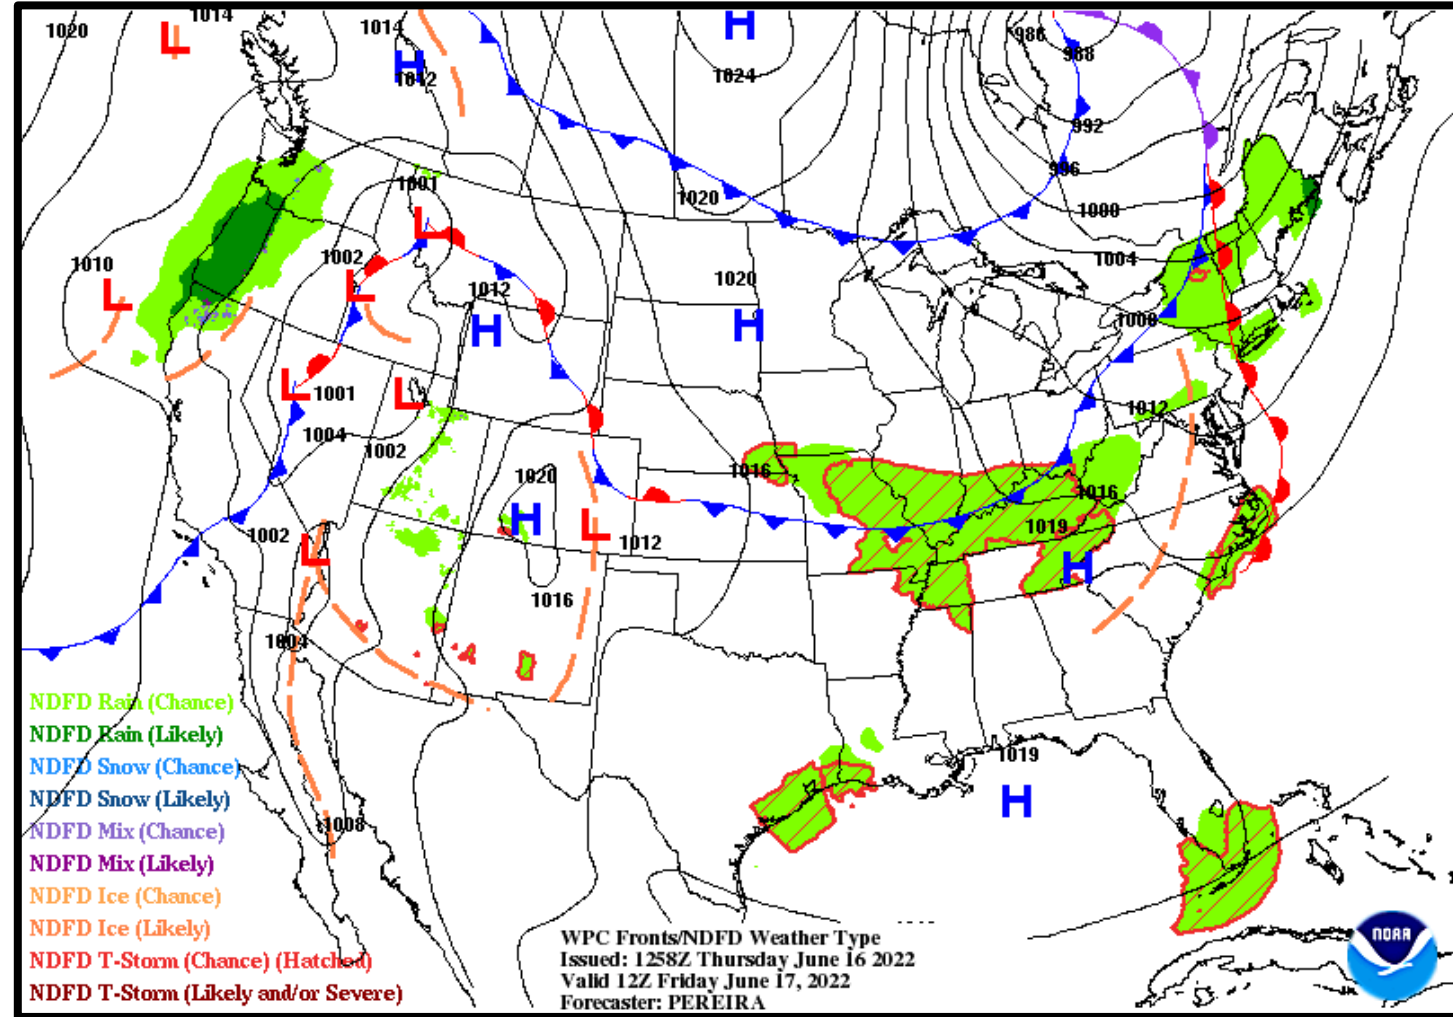 1014
1020
1014
H
986
L
H
988
H
1012
1024
992
996
1001
1020
1000
L
1002
1004
1010
1020
L
L
1012
1008
H
H
L
1001
L
1012
1004
1002
1016
1020
1016
1019
H
1002
L
1012
L
H
1016
1004
NDFD Rain (Chance)
NDFD Rain (Likely)
NDFD Snow (Chance)
1019
NDFD Snow (Likely)
H
NDFD Mix (Chance)
1008
NDFD Mix (Likely)
NDFD Ice (Chance)
NDFD Ice (Likely)
NDFD T-Storm (Chance) (Hatched)
NDFD T-Storm (Likely and/or Severe)
WPC Fronts/NDFD Weather Type
Issued: 1258Z Thursday June 16 2022
Valid 12Z Friday June 17, 2022
Forecaster: PEREIRA
NOAA